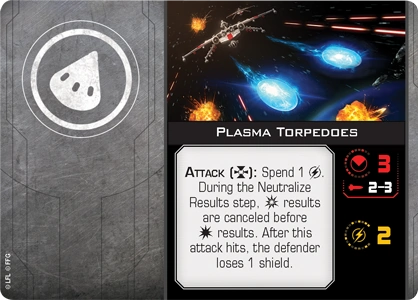 PLASMA TORPEDOES
ATTACK ( ): Spend 1 .
During the Neutralize
Results step, results
are canceled before
results. After this
attack hits, the defender
loses 1 shield.
3
2-3
2
© LFL © FFG